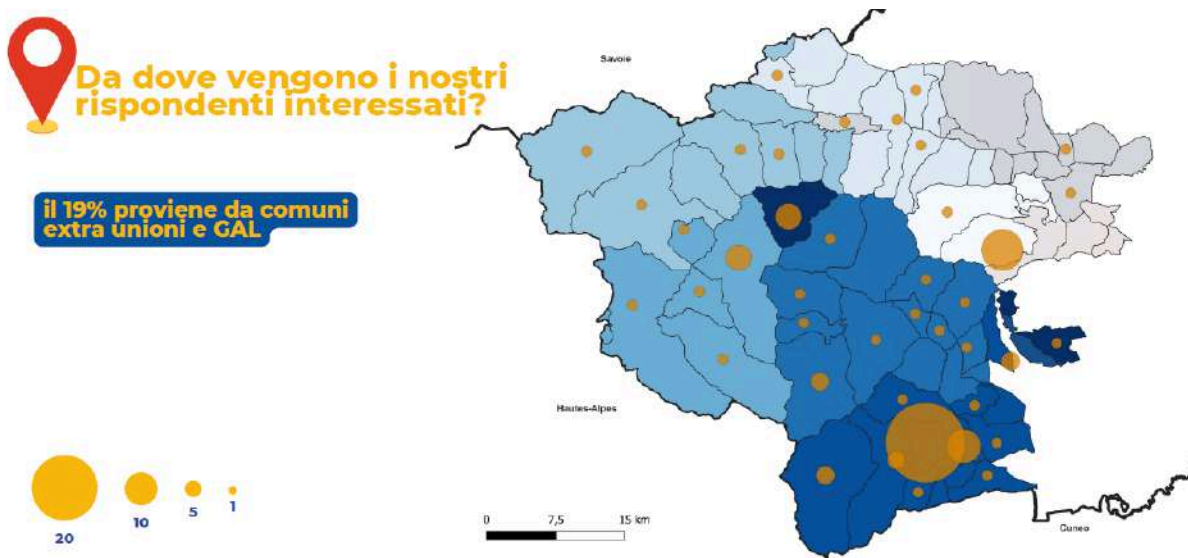 Da dove vengono i nostri
rispondenti interessati?
il 19% proviene da comuni
extra unioni e GAL
Savoie
Hautes-Alpes
Cuneo
20
10
5
1
0
7,5
15 km